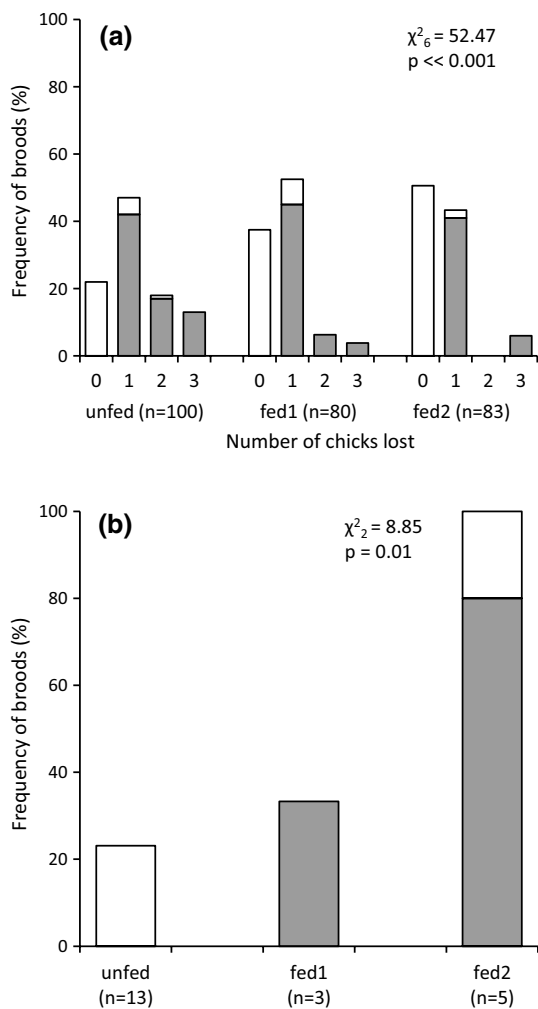 (a)
χ²₆ = 52.47
p << 0.001
Frequency of broods (%)
100
80
60
40
20
0
0 1 2 3 0 1 2 3 0 1 2 3
unfed (n=100) fed1 (n=80) fed2 (n=83)
Number of chicks lost
(b)
χ²₂ = 8.85
p = 0.01
Frequency of broods (%)
100
80
60
40
20
0
unfed fed1 fed2
(n=13) (n=3) (n=5)